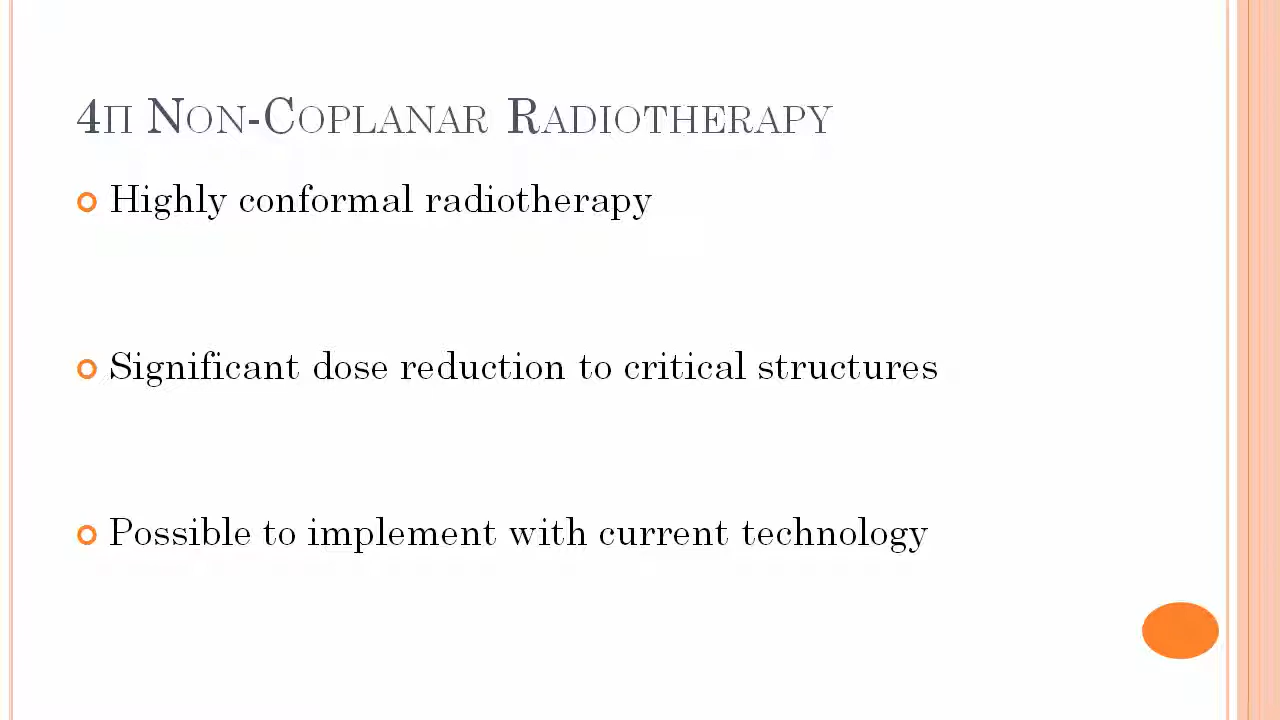 4π Non-Coplanar Radiotherapy
Highly conformal radiotherapy
Significant dose reduction to critical structures
Possible to implement with current technology